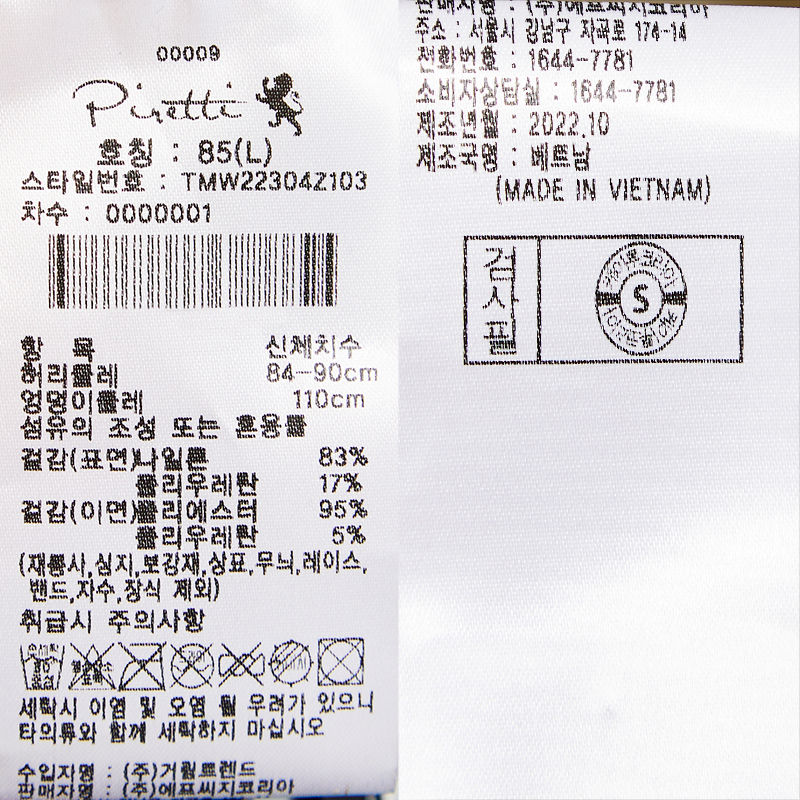 00009
Piretti
호칭 : 85(L)
스타일번호 : TMW22304Z103
차수 : 0000001
항 목 신체치수
허리둘레 84-90cm
엉덩이둘레 110cm
섬유의 조성 또는 혼용률
겉감(표면)나일론 83%
폴리우레탄 17%
겉감(이면)폴리에스터 95%
폴리우레탄 5%
(재봉사,심지,보강재,상표,무늬,레이스,
밴드,자수,장식 제외)
취급시 주의사항
세탁시 이염 및 오염 될 우려가 있으니
타의류와 함께 세탁하지 마십시오
수입자명 : (주)거림트렌드
판매자명 : (주)에프씨지코리아
판매자명 : (주)에프씨지코리아
주소 : 서울시 강남구 자곡로 174-14
전화번호 : 1644-7781
소비자상담실 : 1644-7781
제조년월 : 2022.10
제조국명 : 베트남
(MADE IN VIETNAM)
검사필
S